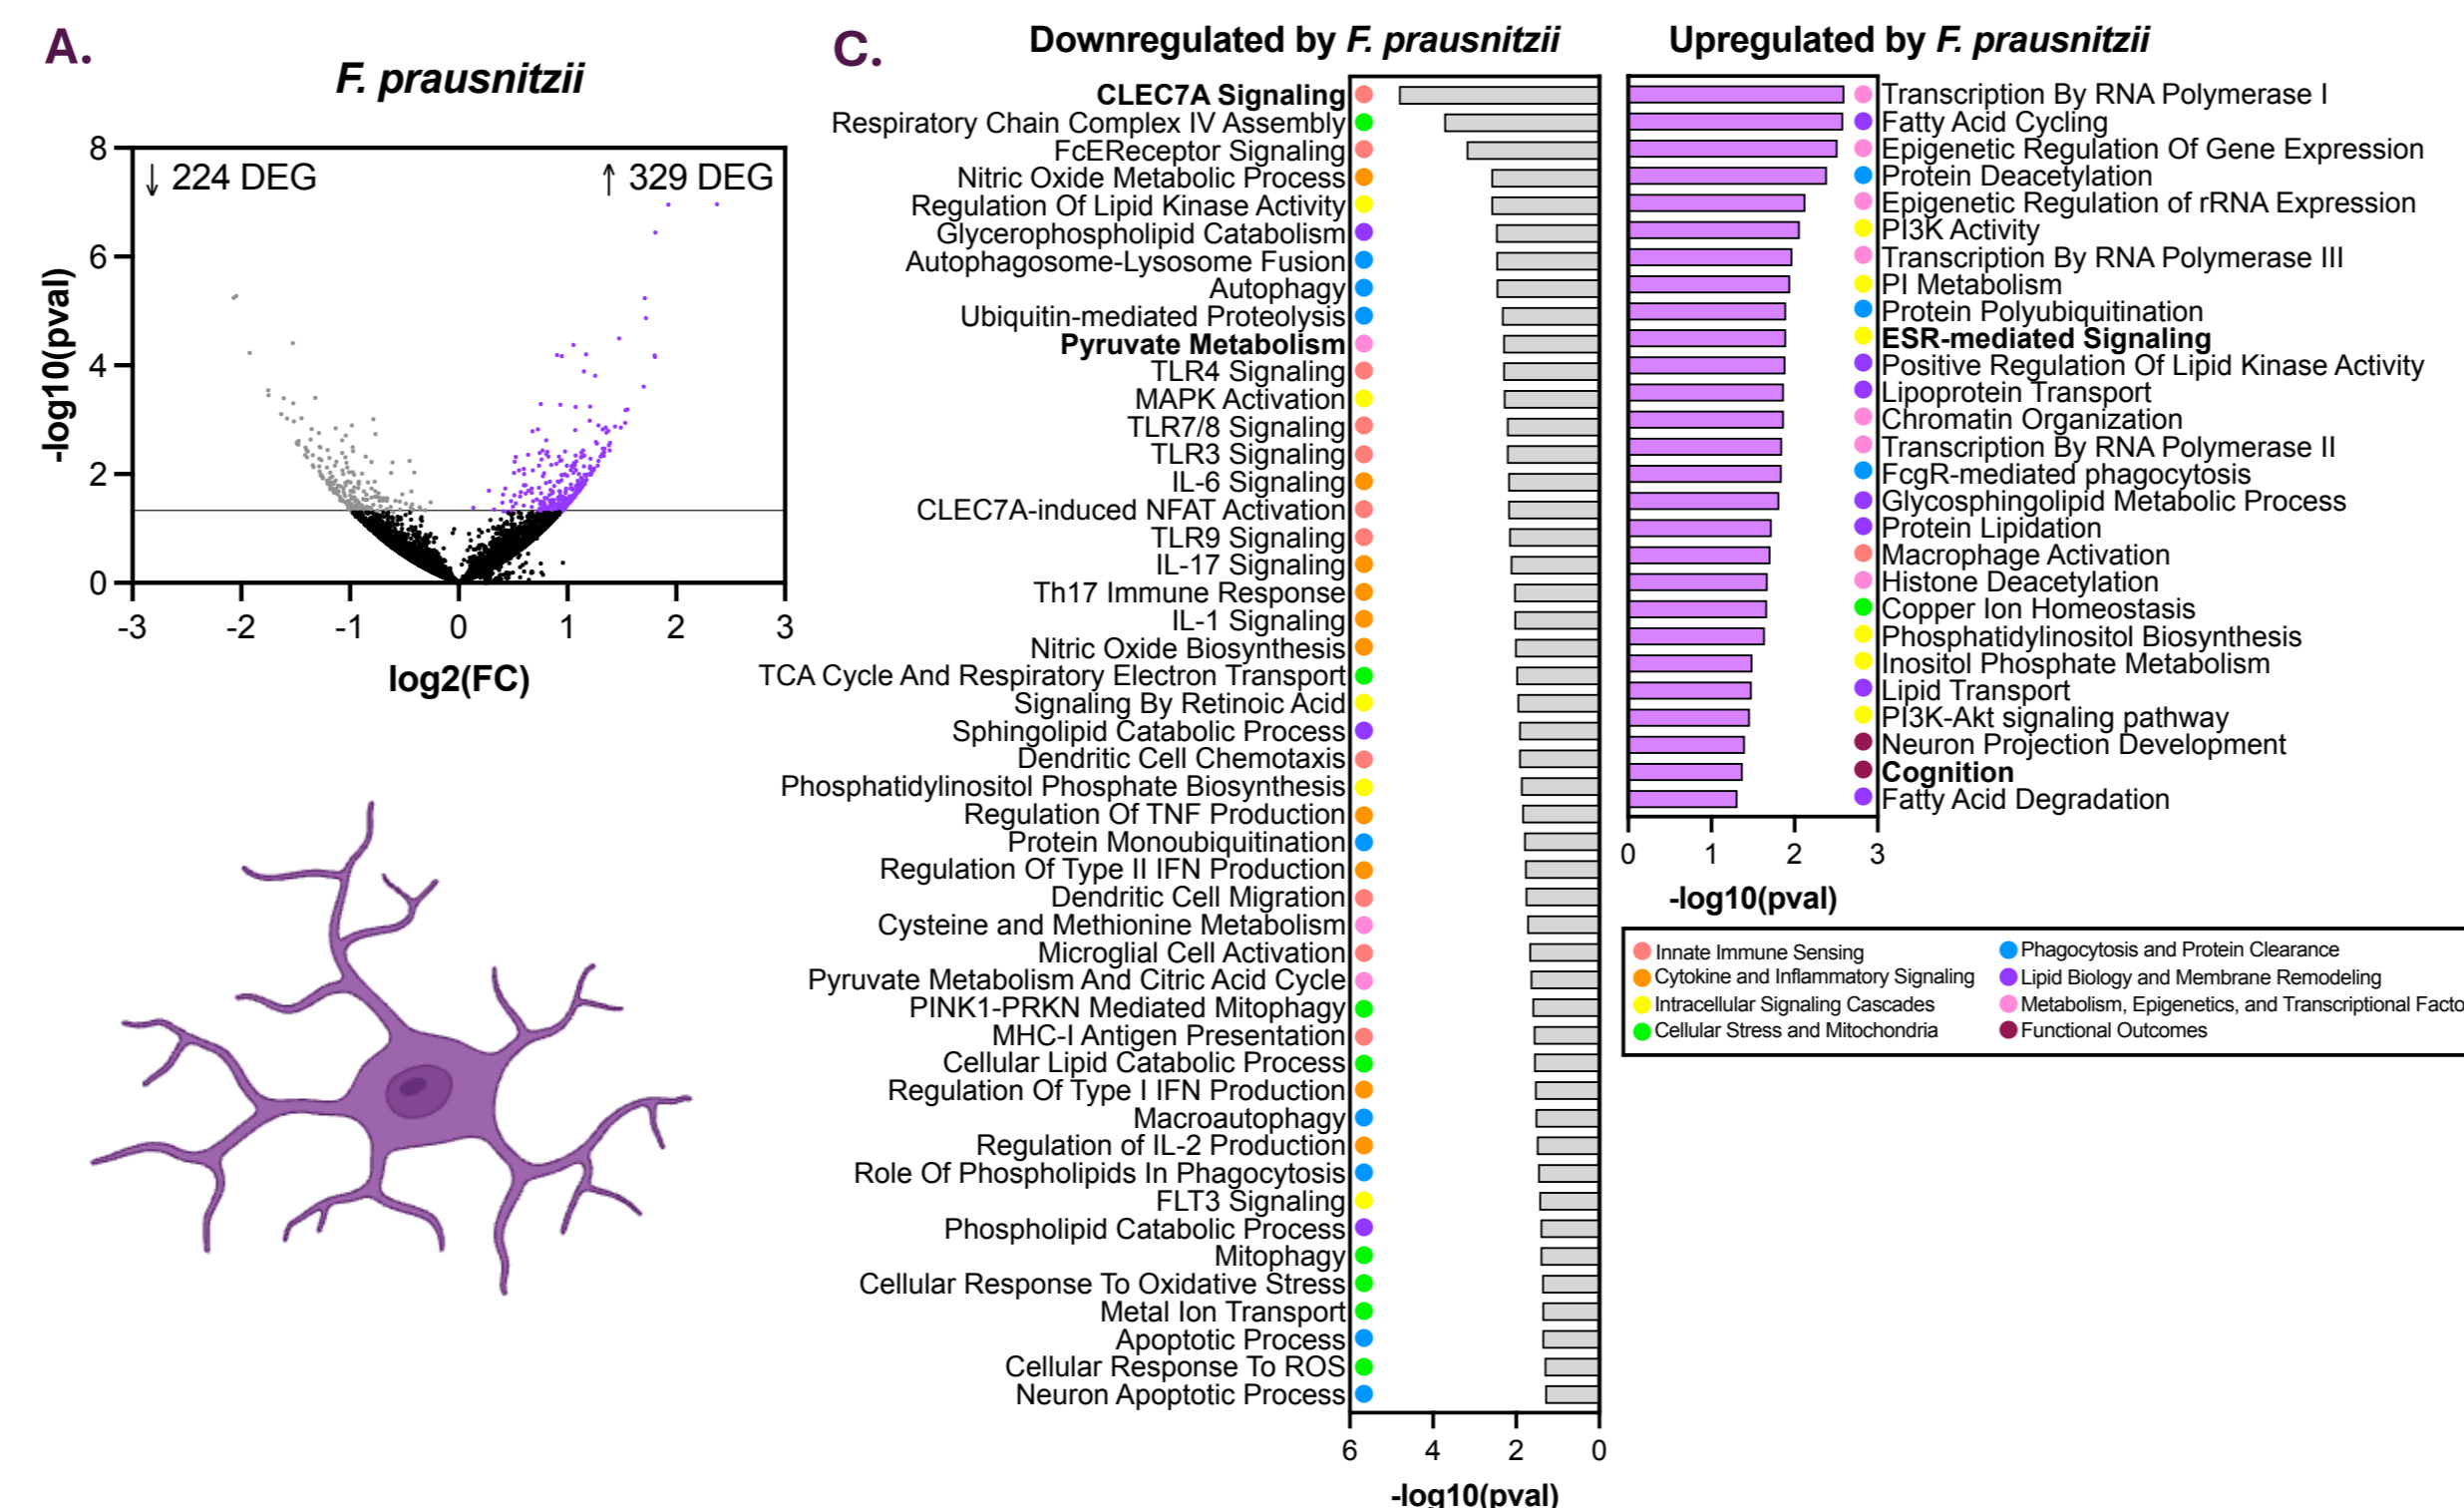 A.
F. prausnitzii
↓ 224 DEG
↑ 329 DEG
8
6
4
2
0
-log10(pval)
-3 -2 -1 0 1 2 3
log2(FC)
C.
Downregulated by F. prausnitzii
CLEC7A Signaling
Respiratory Chain Complex IV Assembly
FcEReceptor Signaling
Nitric Oxide Metabolic Process
Regulation Of Lipid Kinase Activity
Glycerophospholipid Catabolism
Autophagosome-Lysosome Fusion
Autophagy
Ubiquitin-mediated Proteolysis
Pyruvate Metabolism
TLR4 Signaling
MAPK Activation
TLR7/8 Signaling
TLR3 Signaling
IL-6 Signaling
CLEC7A-induced NFAT Activation
TLR9 Signaling
IL-17 Signaling
Th17 Immune Response
IL-1 Signaling
Nitric Oxide Biosynthesis
TCA Cycle And Respiratory Electron Transport
Signaling By Retinoic Acid
Sphingolipid Catabolic Process
Dendritic Cell Chemotaxis
Phosphatidylinositol Phosphate Biosynthesis
Regulation Of TNF Production
Protein Monoubiquitination
Regulation Of Type II IFN Production
Dendritic Cell Migration
Cysteine and Methionine Metabolism
Microglial Cell Activation
Pyruvate Metabolism And Citric Acid Cycle
PINK1-PRKN Mediated Mitophagy
MHC-I Antigen Presentation
Cellular Lipid Catabolic Process
Regulation Of Type I IFN Production
Macroautophagy
Regulation of IL-2 Production
Role Of Phospholipids In Phagocytosis
FLT3 Signaling
Phospholipid Catabolic Process
Mitophagy
Cellular Response To Oxidative Stress
Metal Ion Transport
Apoptotic Process
Cellular Response To ROS
Neuron Apoptotic Process
6 4 2 0
-log10(pval)
Upregulated by F. prausnitzii
Transcription By RNA Polymerase I
Fatty Acid Cycling
Epigenetic Regulation Of Gene Expression
Protein Deacetylation
Epigenetic Regulation of rRNA Expression
PI3K Activity
Transcription By RNA Polymerase III
PI Metabolism
Protein Polyubiquitination
ESR-mediated Signaling
Positive Regulation Of Lipid Kinase Activity
Lipoprotein Transport
Chromatin Organization
Transcription By RNA Polymerase II
FcgR-mediated phagocytosis
Glycosphingolipid Metabolic Process
Protein Lipidation
Macrophage Activation
Histone Deacetylation
Copper Ion Homeostasis
Phosphatidylinositol Biosynthesis
Inositol Phosphate Metabolism
Lipid Transport
PI3K-Akt signaling pathway
Neuron Projection Development
Cognition
Fatty Acid Degradation
0 1 2 3
-log10(pval)
Innate Immune Sensing
Cytokine and Inflammatory Signaling
Intracellular Signaling Cascades
Cellular Stress and Mitochondria
Phagocytosis and Protein Clearance
Lipid Biology and Membrane Remodeling
Metabolism, Epigenetics, and Transcriptional Facto
Functional Outcomes